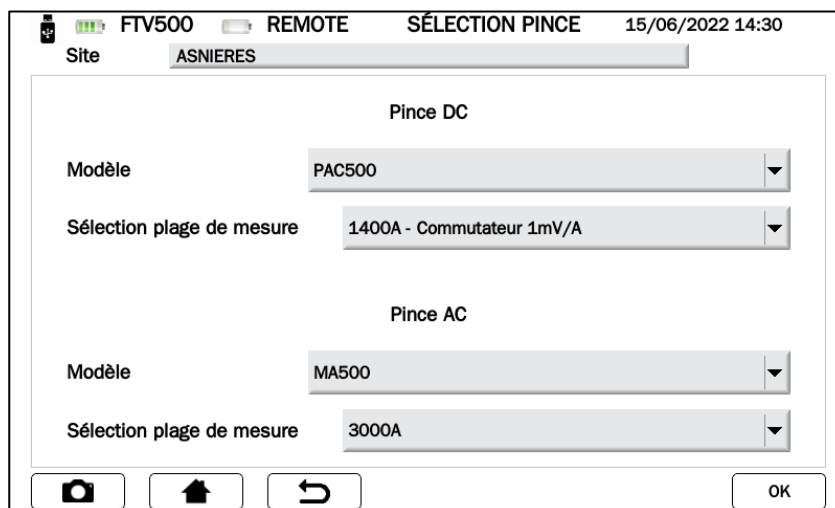 FTV500 REMOTE SÉLECTION PINCE 15/06/2022 14:30
Site ASNIERES
Pince DC
Modèle PAC500
Sélection plage de mesure 1400A - Commutateur 1mV/A
Pince AC
Modèle MA500
Sélection plage de mesure 3000A
OK